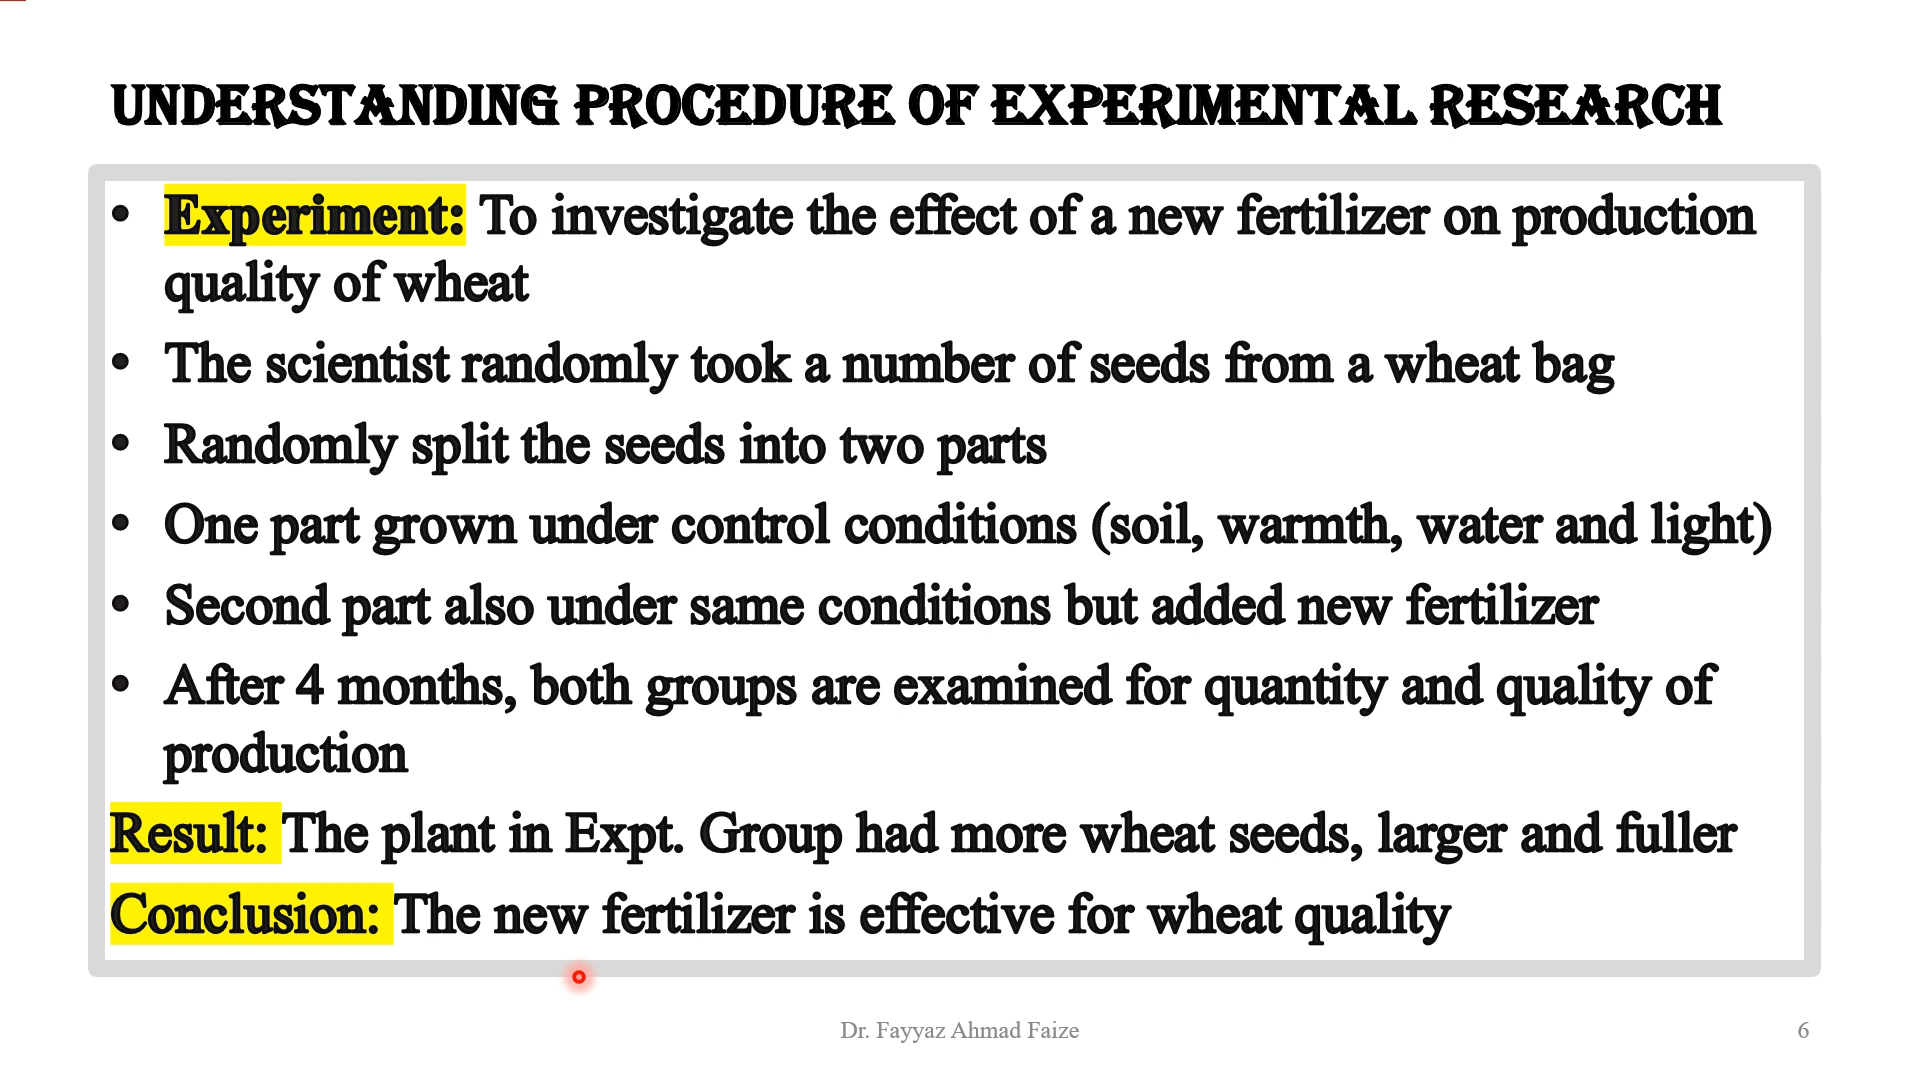 UNDERSTANDING PROCEDURE OF EXPERIMENTAL RESEARCH
• Experiment: To investigate the effect of a new fertilizer on production
quality of wheat
• The scientist randomly took a number of seeds from a wheat bag
• Randomly split the seeds into two parts
• One part grown under control conditions (soil, warmth, water and light)
• Second part also under same conditions but added new fertilizer
• After 4 months, both groups are examined for quantity and quality of
production
Result: The plant in Expt. Group had more wheat seeds, larger and fuller
Conclusion: The new fertilizer is effective for wheat quality
Dr. Fayyaz Ahmad Faize
6